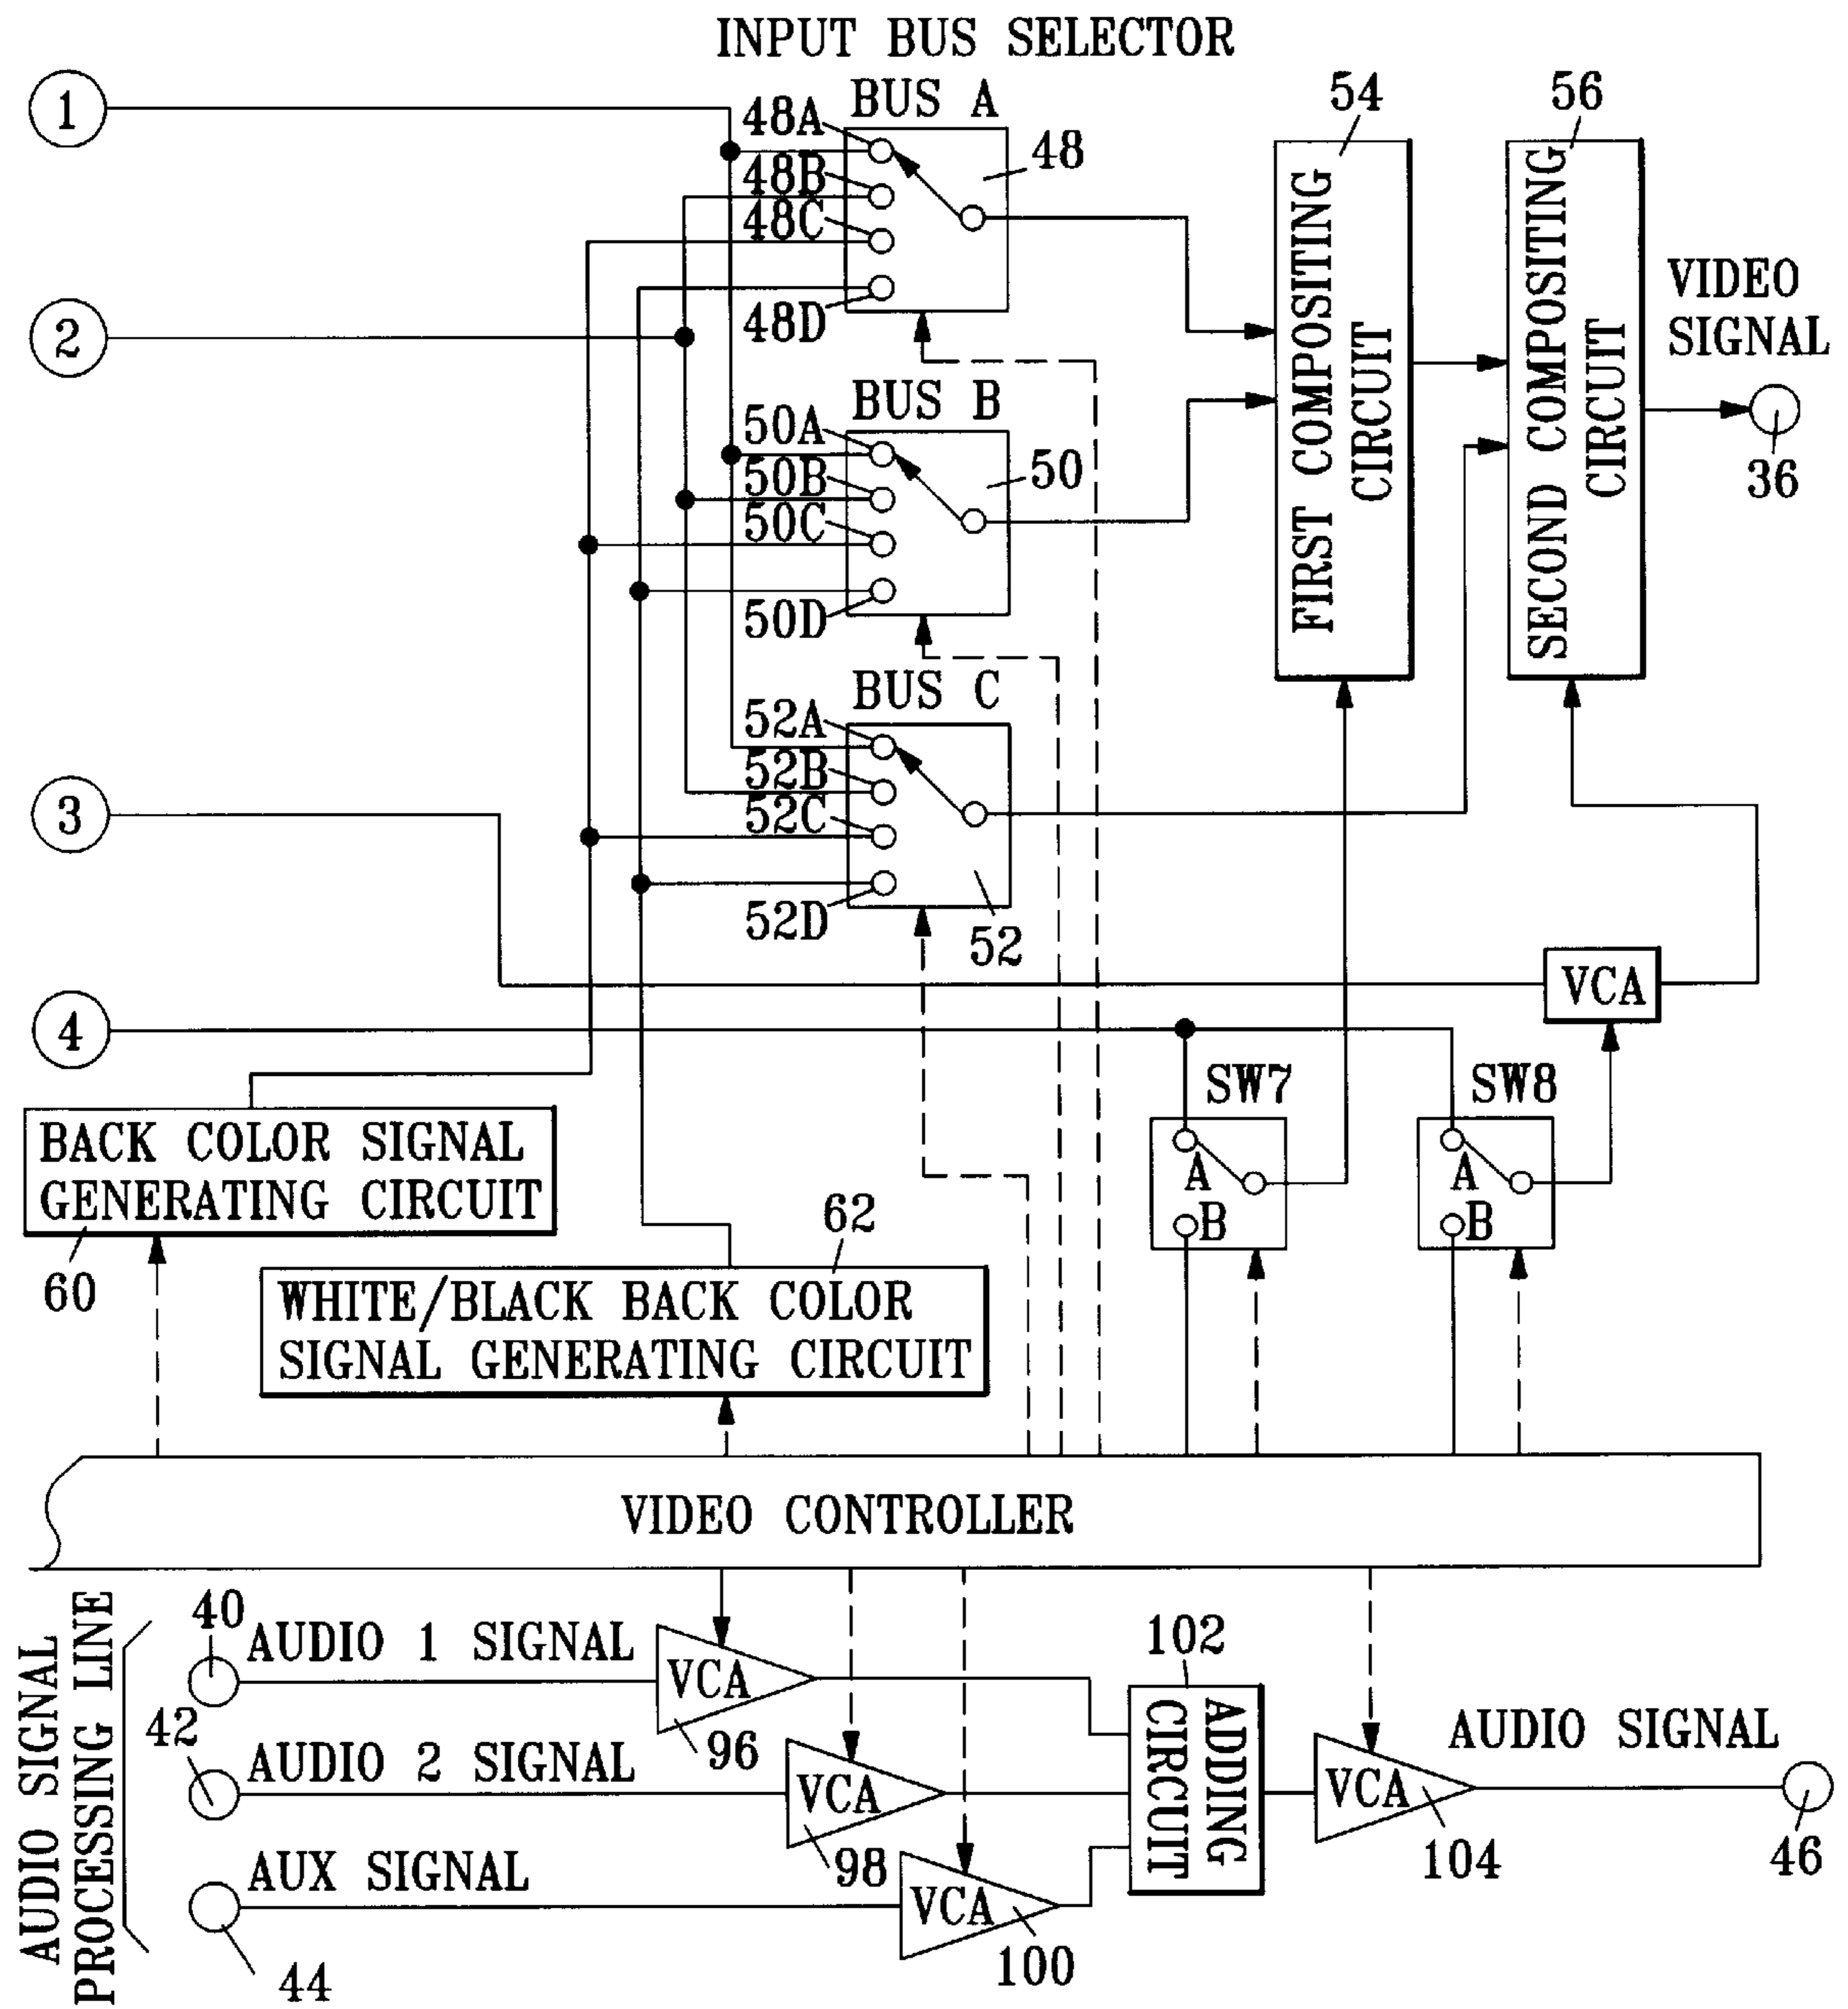 INPUT BUS SELECTOR
1
BUS A
54
56
48A
48
48B
48C
48D
2
FIRST COMPOSITING
CIRCUIT
SECOND COMPOSITING
CIRCUIT
VIDEO
SIGNAL
36
BUS B
50A
50
50B
50C
50D
BUS C
52A
52B
52C
52D
52
3
VCA
4
SW7
SW8
A
B
A
B
BACK COLOR SIGNAL
GENERATING CIRCUIT
60
62
WHITE/BLACK BACK COLOR
SIGNAL GENERATING CIRCUIT
VIDEO CONTROLLER
AUDIO SIGNAL
PROCESSING LINE
40
AUDIO 1 SIGNAL
VCA
96
102
42
AUDIO 2 SIGNAL
VCA
98
ADDING
CIRCUIT
VCA
104
AUDIO SIGNAL
46
AUX SIGNAL
VCA
100
44